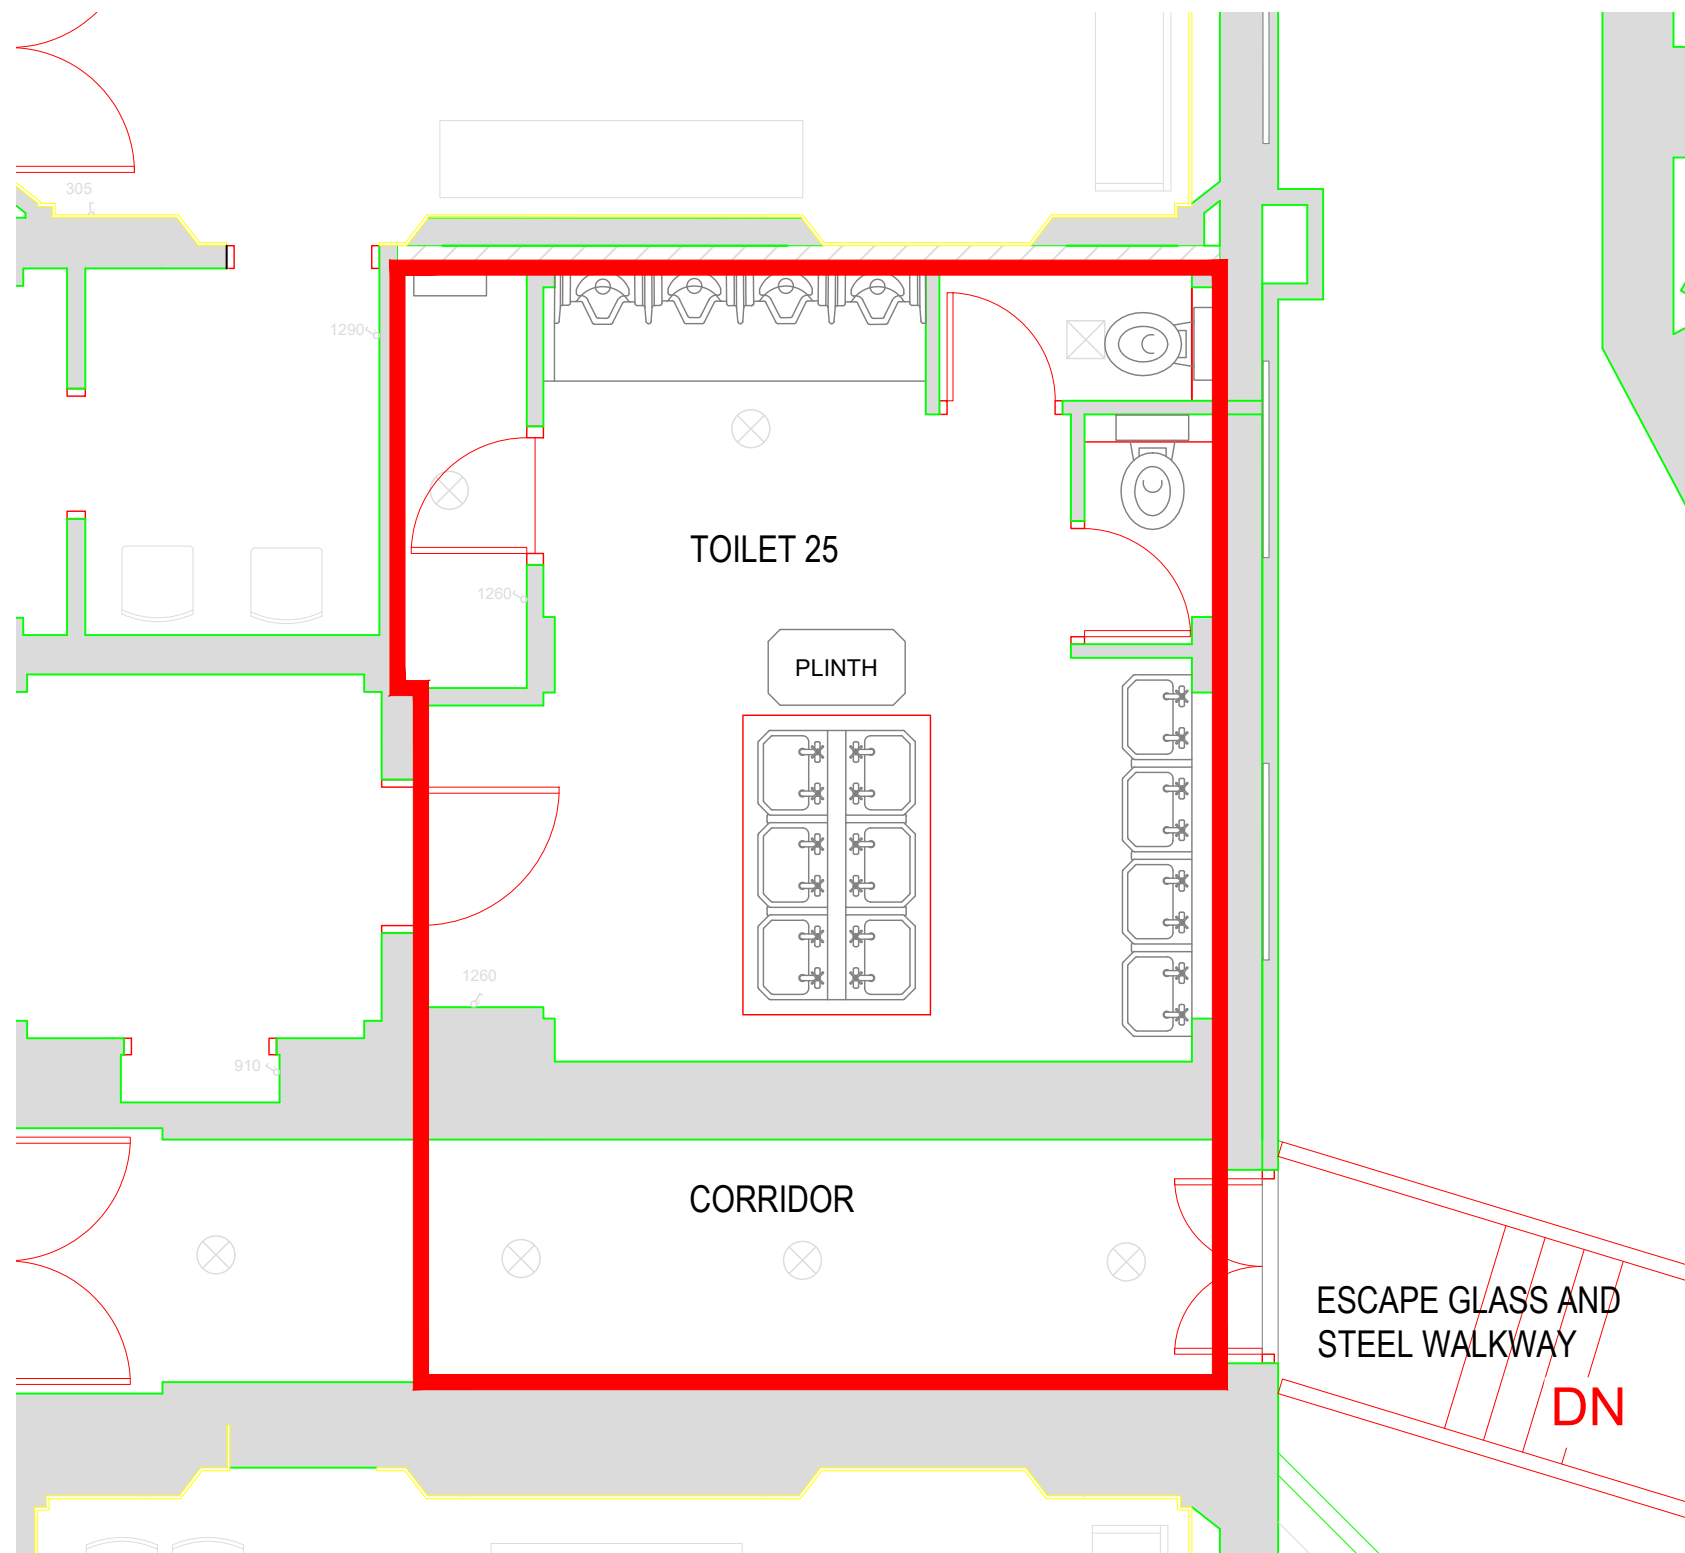 305
1290
TOILET 25
1260
PLINTH
1260
910
CORRIDOR
ESCAPE GLASS AND
STEEL WALKWAY
DN